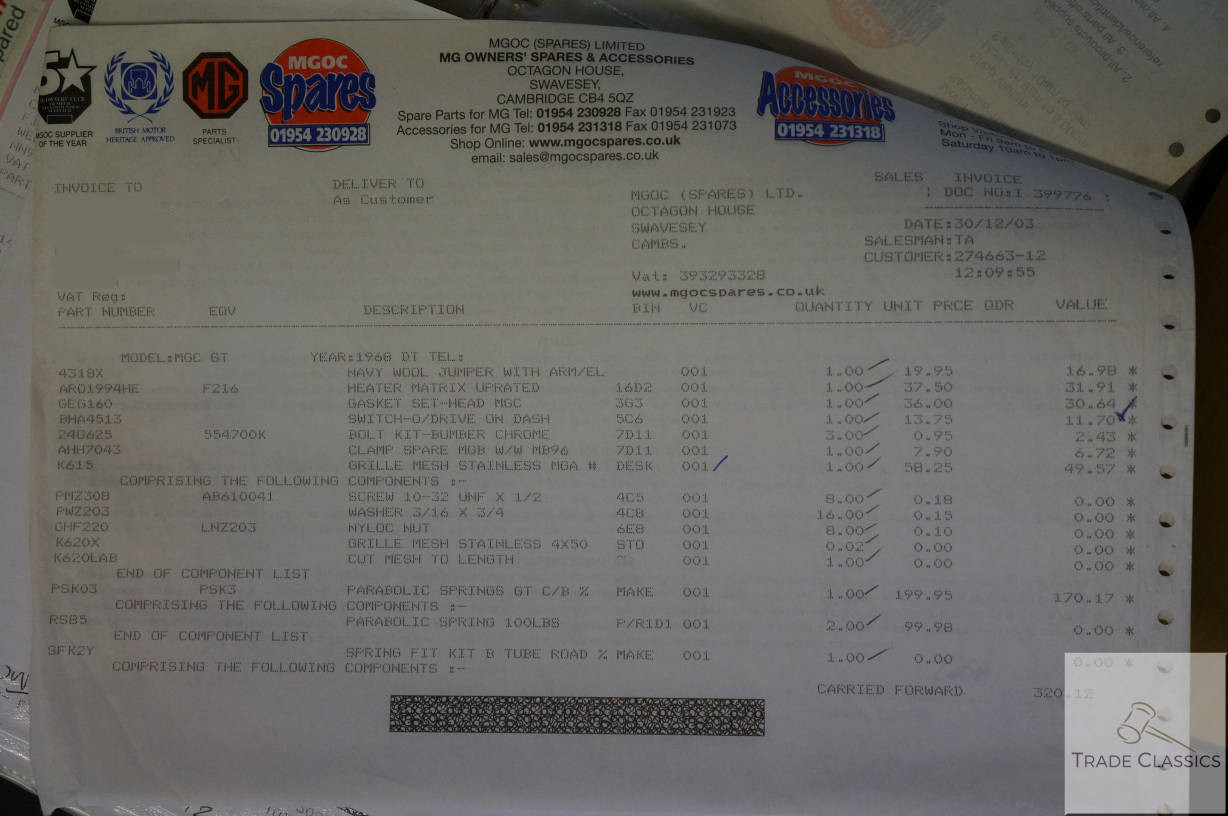 MGOC SUPPLIER
OF THE YEAR
BRITISH MOTOR
HERITAGE APPROVED
MG
PARTS
SPECIALIST
MGOC
Spares
01954 230928
MGOC (SPARES) LIMITED
MG OWNERS' SPARES & ACCESSORIES
OCTAGON HOUSE,
SWAVESEY,
CAMBRIDGE CB4 5QZ
Spare Parts for MG Tel: 01954 230928 Fax 01954 231923
Accessories for MG Tel: 01954 231318 Fax 01954 231073
Shop Online: www.mgocspares.co.uk
email: sales@mgocspares.co.uk
MGOC
Accessories
01954 231318
Saturday 10am to 1pm
INVOICE TO
DELIVER TO
As Customer
MGOC (SPARES) LTD.
OCTAGON HOUSE
SWAVESEY
CAMBS.
Vat: 393293328
www.mgocspares.co.uk
SALES INVOICE
: DOC NO:I 399776 :
DATE:30/12/03
SALESMAN:TA
CUSTOMER:274663-12
12:09:55
VAT Reg:
PART NUMBER EQV DESCRIPTION BIN VC QUANTITY UNIT PRCE QDR VALUE
MODEL:MGC GT YEAR:1968 DT TEL:
4318X NAVY WOOL JUMPER WITH ARM/EL 001 1.00 19.95 16.98 *
ARO1994HE F216 HEATER MATRIX UPRATED 16D2 001 1.00 37.50 31.91 *
GEG160 GASKET SET-HEAD MGC 3G3 001 1.00 36.00 30.64 *
BHA4513 SWITCH-O/DRIVE ON DASH 5C6 001 1.00 13.75 11.70 *
24G625 554700K BOLT KIT-BUMBER CHROME 7D11 001 3.00 0.95 2.43 *
AHH7043 CLAMP SPARE MGB W/W MB96 7D11 001 1.00 7.90 6.72 *
K615 GRILLE MESH STAINLESS MGA # DESK 001 1.00 58.25 49.57 *
COMPRISING THE FOLLOWING COMPONENTS :-
PMZ308 AB610041 SCREW 10-32 UNF X 1/2 4C5 001 8.00 0.18 0.00 *
PWZ203 WASHER 3/16 X 3/4 4C8 001 16.00 0.15 0.00 *
GHF220 LNZ203 NYLOC NUT 6E8 001 8.00 0.10 0.00 *
K620X GRILLE MESH STAINLESS 4X50 STO 001 0.02 0.00 0.00 *
K620LAB CUT MESH TO LENGTH ~ 001 1.00 0.00 0.00 *
END OF COMPONENT LIST
PSK03 PSK3 PARABOLIC SPRINGS GT C/B % MAKE 001 1.00 199.95 170.17 *
COMPRISING THE FOLLOWING COMPONENTS :-
RS85 PARABOLIC SPRING 100LBS P/R1D1 001 2.00 99.98 0.00 *
END OF COMPONENT LIST
SFK2Y SPRING FIT KIT B TUBE ROAD % MAKE 001 1.00 0.00 0.00 *
COMPRISING THE FOLLOWING COMPONENTS :-
CARRIED FORWARD 320.12
TRADE CLASSICS